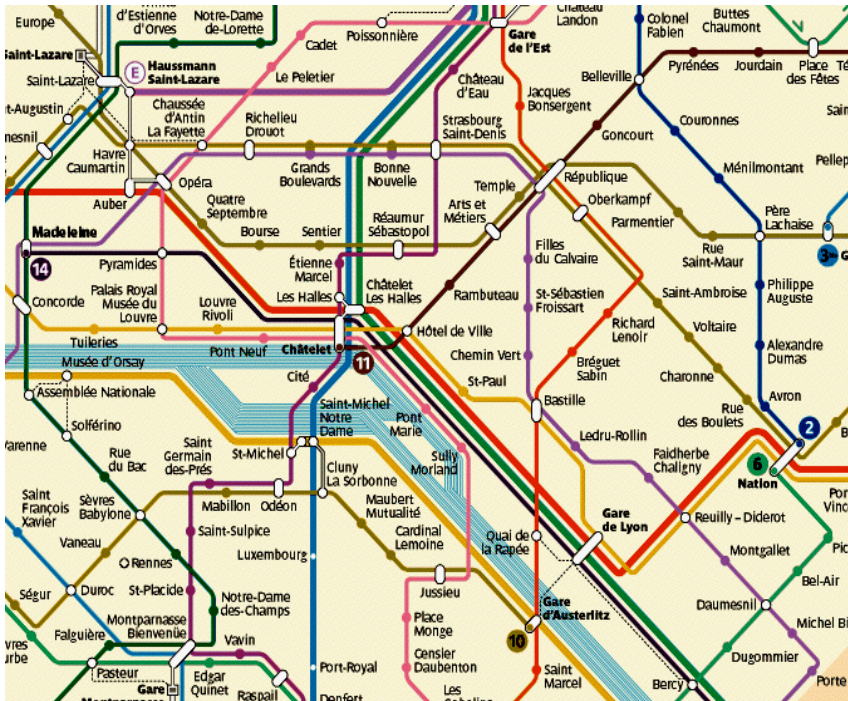 Europe
d'Estienne
d'Orves
Notre-Dame
de-Lorette
Poissonnière
Cadet
Le Peletier
Gare
de l'Est
Château
Landon
Colonel
Fabien
Buttes
Chaumont
Pyrénées
Jourdain
Place
des Fêtes
Saint-Lazare
Saint-Lazare
E
Haussmann
Saint-Lazare
Château
d'Eau
Jacques
Bonsergent
Belleville
Couronnes
Goncourt
t-Augustin
Chaussée
d'Antin
La Fayette
Richelieu
Drouot
Strasbourg
Saint-Denis
Ménilmontant
Pellep
Havre
Caumartin
Opéra
Grands
Boulevards
Bonne
Nouvelle
Temple
République
Oberkampf
Parmentier
Père
Lachaise
Auber
Quatre
Septembre
Bourse
Sentier
Réaumur
Sébastopol
Arts et
Métiers
Filles
du Calvaire
Rue
Saint-Maur
3bis
Madeleine
14
Pyramides
Étienne
Marcel
Les Halles
Châtelet
Les Halles
Rambuteau
St-Sébastien
Froissart
Saint-Ambroise
Philippe
Auguste
Concorde
Palais Royal
Musée du
Louvre
Louvre
Rivoli
Hôtel de Ville
Richard
Lenoir
Voltaire
Alexandre
Dumas
Tuileries
Musée d'Orsay
Pont Neuf
Châtelet
11
Chemin Vert
Bréguet
Sabin
Charonne
Assemblée Nationale
Cité
St-Paul
Bastille
Rue
des Boulets
Avron
2
Solférino
Saint-Michel
Notre
Dame
Pont
Marie
Sully
Morland
Ledru-Rollin
Faidherbe
Chaligny
6
Nation
Varenne
Rue
du Bac
Saint
Germain
des-Prés
St-Michel
Cluny
La Sorbonne
Maubert
Mutualité
Saint
François
Xavier
Sèvres
Babylone
Mabillon
Odéon
Cardinal
Lemoine
Quai de
la Rapée
Gare
de Lyon
Reuilly – Diderot
Vaneau
Saint-Sulpice
Rennes
Luxembourg
Montgallet
Bel-Air
Ségur
Duroc
St-Placide
Notre-Dame
des-Champs
Jussieu
Gare
d'Austerlitz
10
Daumesnil
Michel Bi
Montparnasse
Bienvenüe
Falguière
Vavin
Place
Monge
Dugommier
Pasteur
Edgar
Quinet
Port-Royal
Censier
Daubenton
Saint
Marcel
Bercy
Porte
Gare
Raspail
Denfert
Les